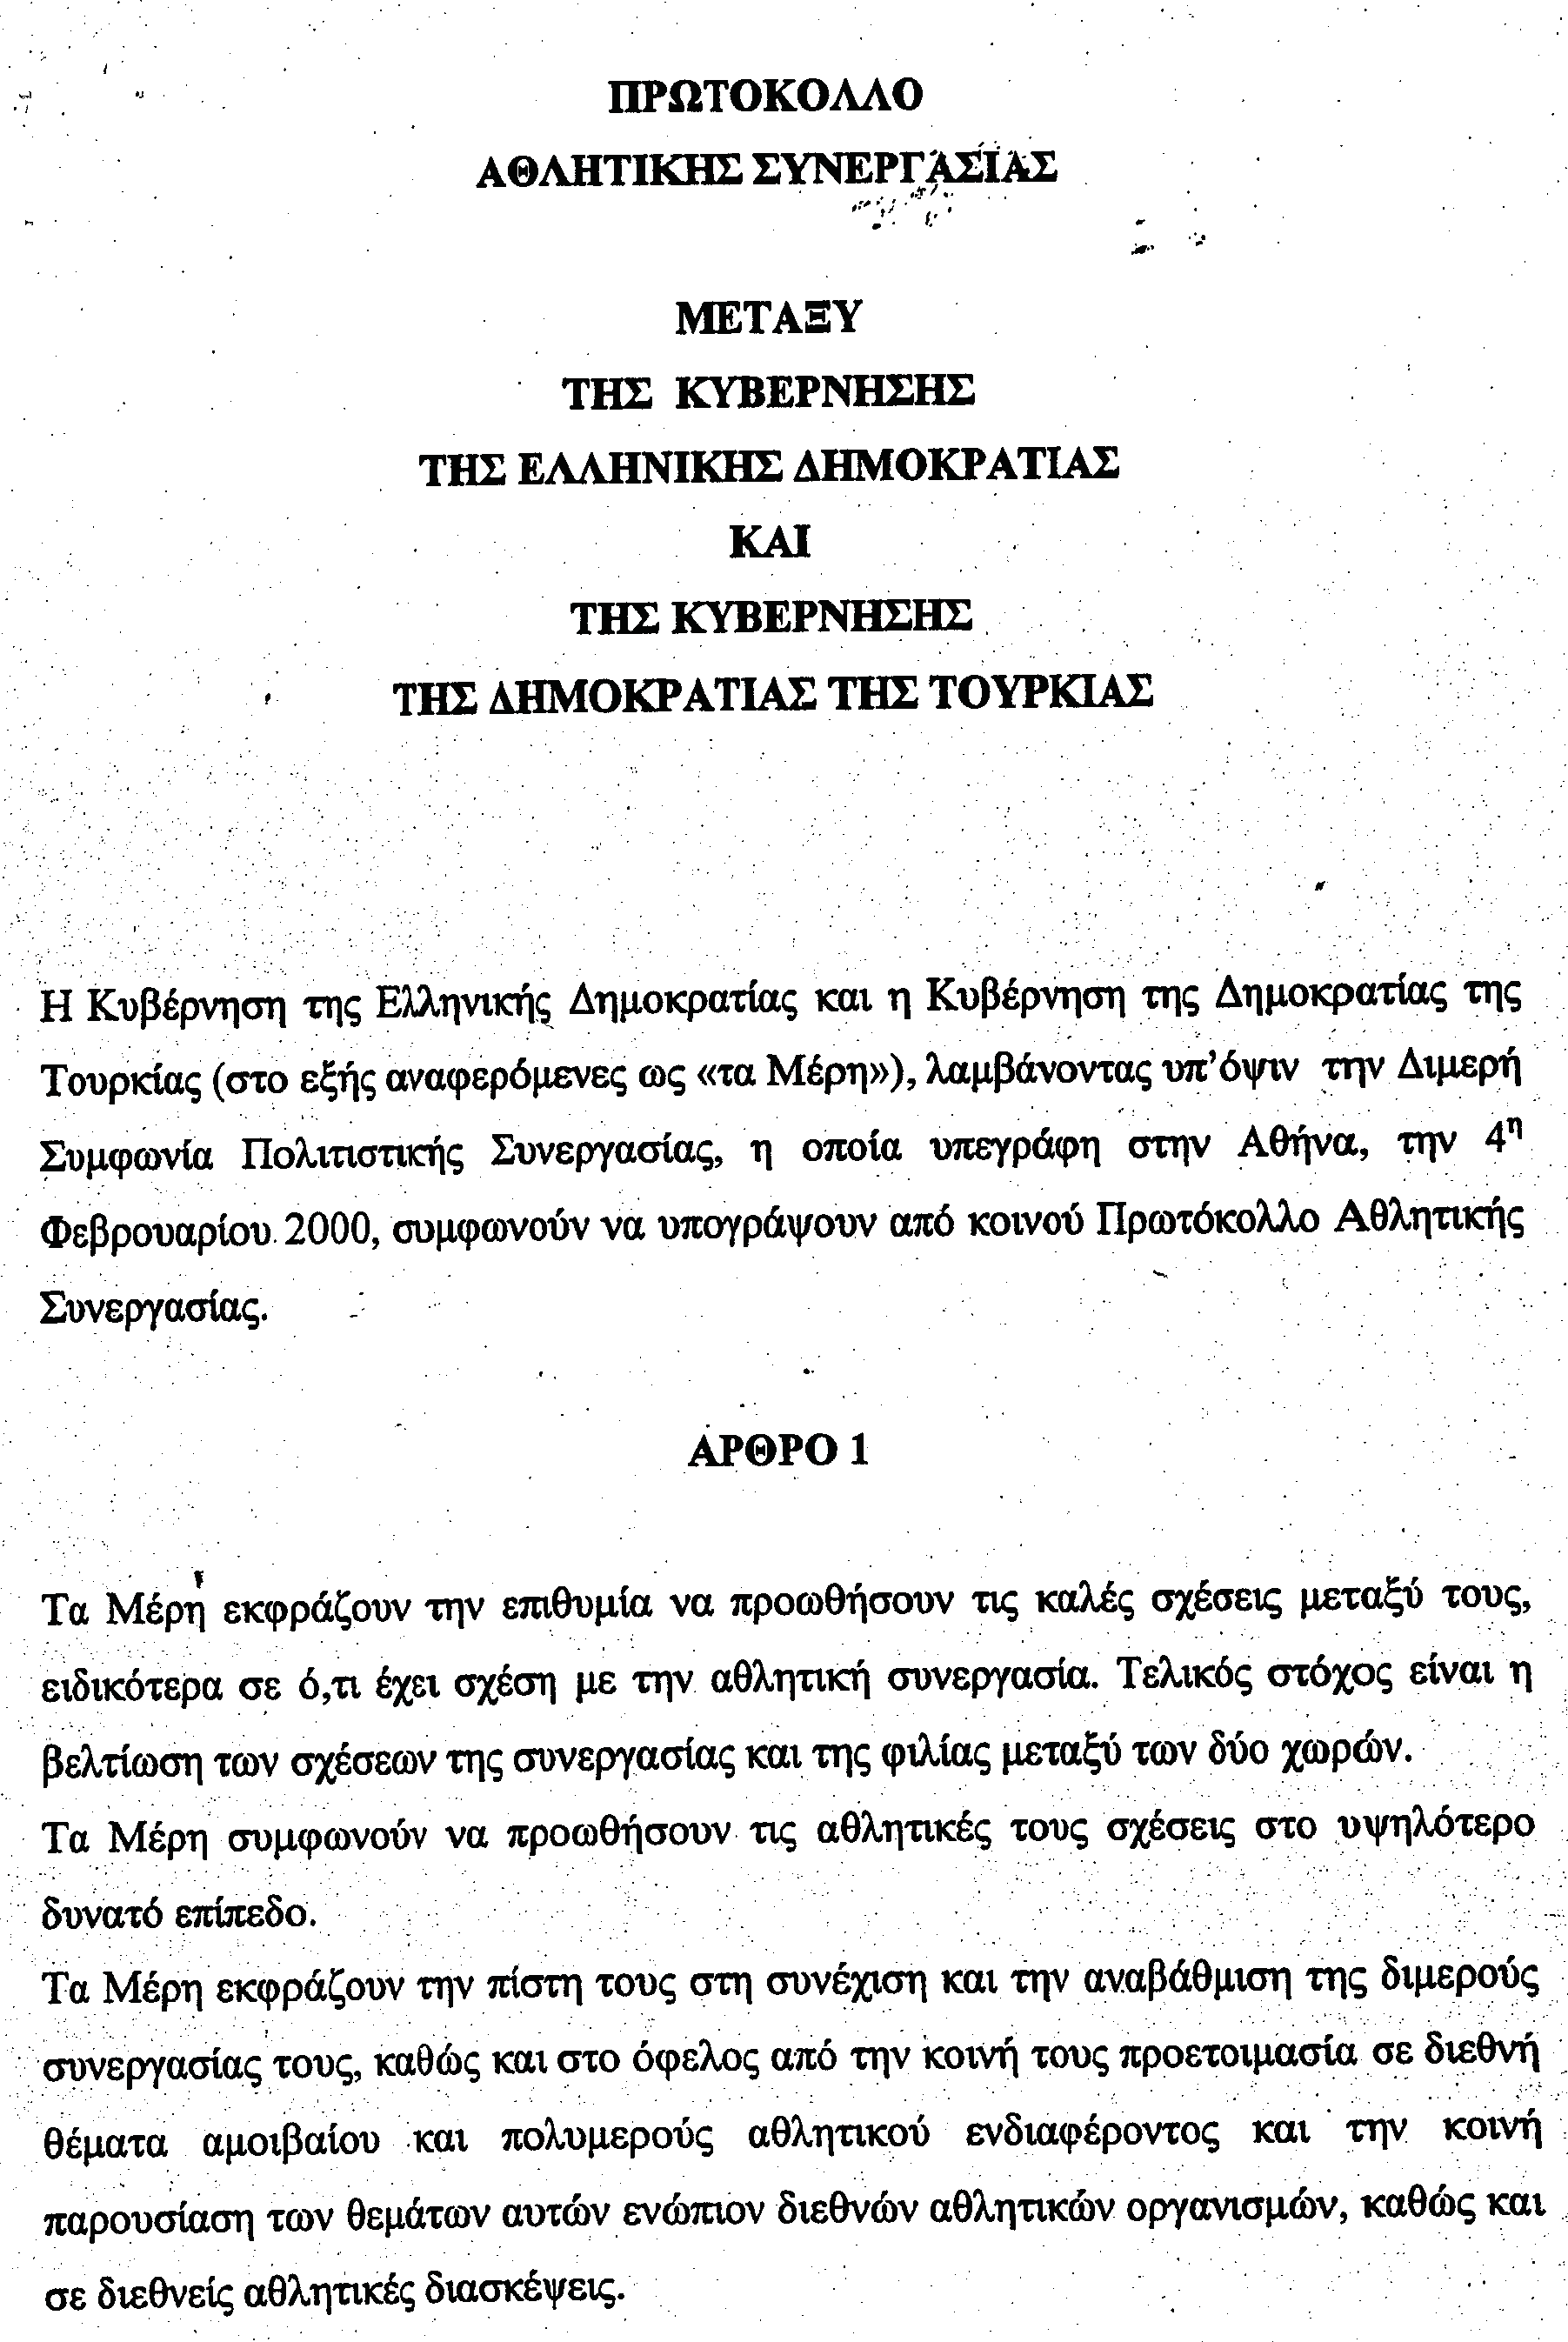 ΠΡΩΤΟΚΟΛΛΟ
ΑΘΛΗΤΙΚΗΣ ΣΥΝΕΡΓΑΣΙΑΣ
ΜΕΤΑΞΥ
ΤΗΣ ΚΥΒΕΡΝΗΣΗΣ
ΤΗΣ ΕΛΛΗΝΙΚΗΣ ΔΗΜΟΚΡΑΤΙΑΣ
ΚΑΙ
ΤΗΣ ΚΥΒΕΡΝΗΣΗΣ
ΤΗΣ ΔΗΜΟΚΡΑΤΙΑΣ ΤΗΣ ΤΟΥΡΚΙΑΣ
Η Κυβέρνηση της Ελληνικής Δημοκρατίας και η Κυβέρνηση της Δημοκρατίας της
Τουρκίας (στο εξής αναφερόμενες ως «τα Μέρη»), λαμβάνοντας υπ’όψιν την Διμερή
Συμφωνία Πολιτιστικής Συνεργασίας, η οποία υπεγράφη στην Αθήνα, την 4η
Φεβρουαρίου 2000, συμφωνούν να υπογράψουν από κοινού Πρωτόκολλο Αθλητικής
Συνεργασίας.
ΑΡΘΡΟ 1
Τα Μέρη εκφράζουν την επιθυμία να προωθήσουν τις καλές σχέσεις μεταξύ τους,
ειδικότερα σε ό,τι έχει σχέση με την αθλητική συνεργασία. Τελικός στόχος είναι η
βελτίωση των σχέσεων της συνεργασίας και της φιλίας μεταξύ των δύο χωρών.
Τα Μέρη συμφωνούν να προωθήσουν τις αθλητικές τους σχέσεις στο υψηλότερο
δυνατό επίπεδο.
Τα Μέρη εκφράζουν την πίστη τους στη συνέχιση και την αναβάθμιση της διμερούς
συνεργασίας τους, καθώς και στο όφελος από την κοινή τους προετοιμασία σε διεθνή
θέματα αμοιβαίου και πολυμερούς αθλητικού ενδιαφέροντος και την κοινή
παρουσίαση των θεμάτων αυτών ενώπιον διεθνών αθλητικών οργανισμών, καθώς και
σε διεθνείς αθλητικές διασκέψεις.